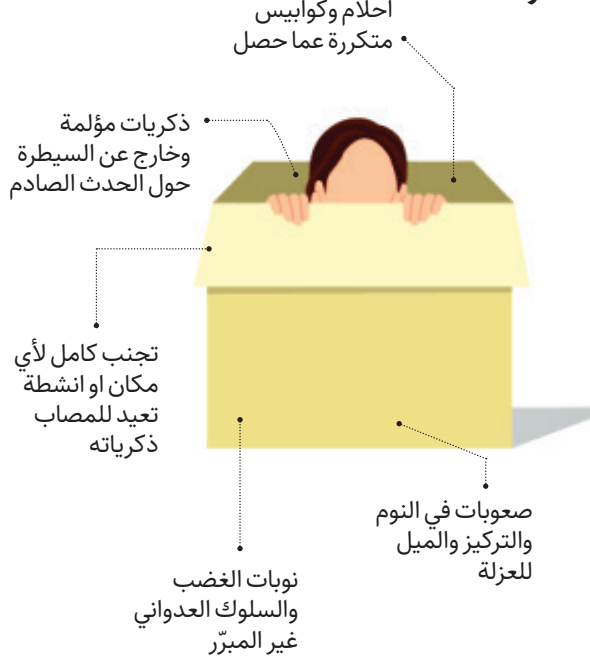 أحلام وكوابيس
متكررة عما حصل
ذكريات مؤلمة
وخارج عن السيطرة
حول الحدث الصادم
تجنب كامل لأي
مكان او انشطة
تعيد للمصاب
ذكرياته
صعوبات في النوم
والتركيز والميل
للعزلة
نوبات الغضب
والسلوك العدواني
غير المبرّر